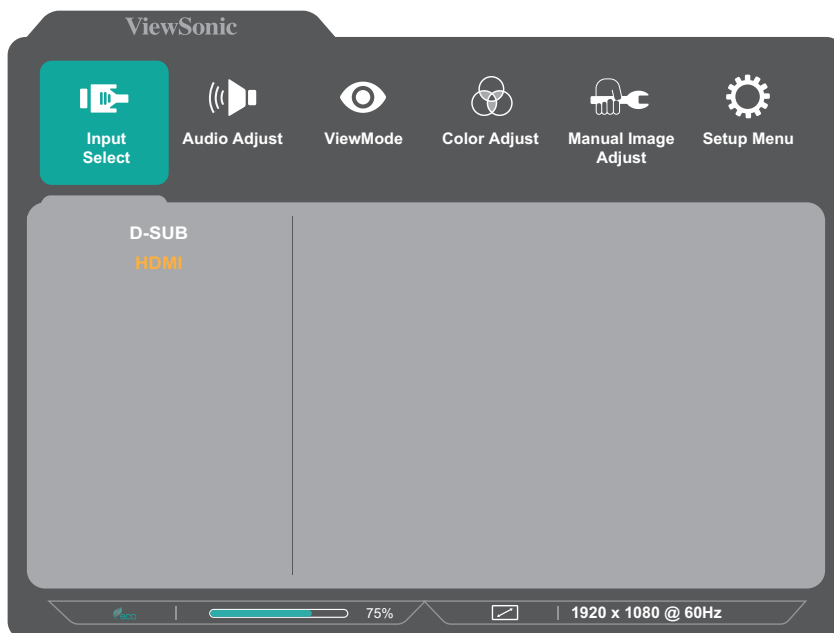 ViewSonic
Input Select
Audio Adjust
ViewMode
Color Adjust
Manual Image Adjust
Setup Menu
D-SUB
HDMI
eco
75%
1920 x 1080 @ 60Hz